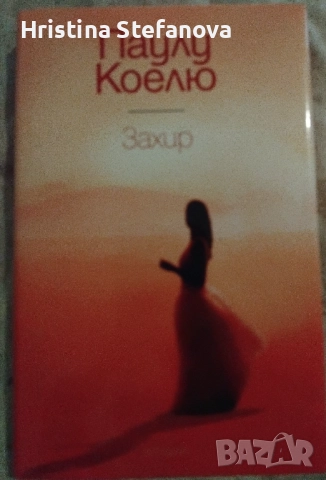 Hristina Stefanova
Паулу
Коелю
Захир
BAZAR